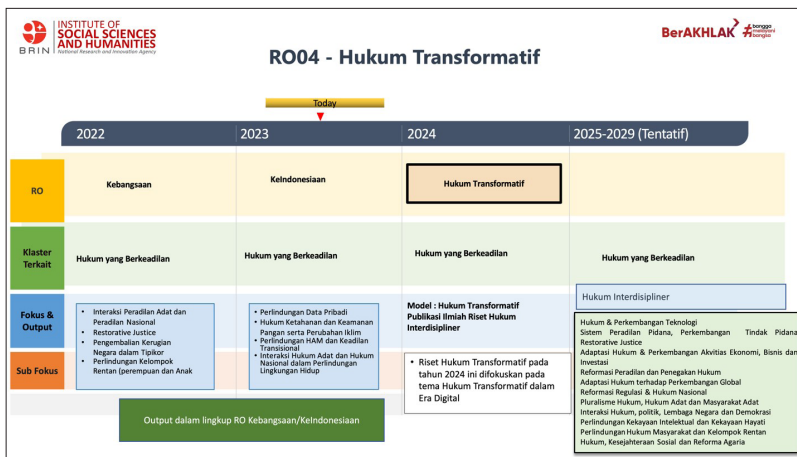 BRIN
INSTITUTE OF
SOCIAL SCIENCES
AND HUMANITIES
National Research and Innovation Agency
BerAKHLAK
#bangga
melayani
bangsa
RO04 - Hukum Transformatif
Today
2022
2023
2024
2025-2029 (Tentatif)
RO
Kebangsaan
KeIndonesiaan
Hukum Transformatif
Klaster
Terkait
Hukum yang Berkeadilan
Hukum yang Berkeadilan
Hukum yang Berkeadilan
Hukum yang Berkeadilan
Fokus &
Output
Sub Fokus
• Interaksi Peradilan Adat dan
Peradilan Nasional
• Restorative Justice
• Pengembalian Kerugian
Negara dalam Tipikor
• Perlindungan Kelompok
Rentan (perempuan dan Anak
• Perlindungan Data Pribadi
• Hukum Ketahanan dan Keamanan
Pangan serta Perubahan Iklim
• Perlindungan HAM dan Keadilan
Transisional
• Interaksi Hukum Adat dan Hukum
Nasional dalam Perlindungan
Lingkungan Hidup
Model : Hukum Transformatif
Publikasi Ilmiah Riset Hukum
Interdisipliner
• Riset Hukum Transformatif pada
tahun 2024 ini difokuskan pada
tema Hukum Transformatif dalam
Era Digital
Hukum Interdisipliner
Hukum & Perkembangan Teknologi
Sistem Peradilan Pidana, Perkembangan Tindak Pidana
Restorative Justice
Adaptasi Hukum & Perkembangan Akvitias Ekonomi, Bisnis dan
Investasi
Reformasi Peradilan dan Penegakan Hukum
Adaptasi Hukum terhadap Perkembangan Global
Reformasi Regulasi & Hukum Nasional
Pluralisme Hukum, Hukum Adat dan Masyarakat Adat
Interaksi Hukum, politik, Lembaga Negara dan Demokrasi
Perlindungan Kekayaan Intelektual dan Kekayaan Hayati
Perlindungan Hukum Masyarakat dan Kelompok Rentan
Hukum, Kesejahteraan Sosial dan Reforma Agaria
Output dalam lingkup RO Kebangsaan/KeIndonesiaan